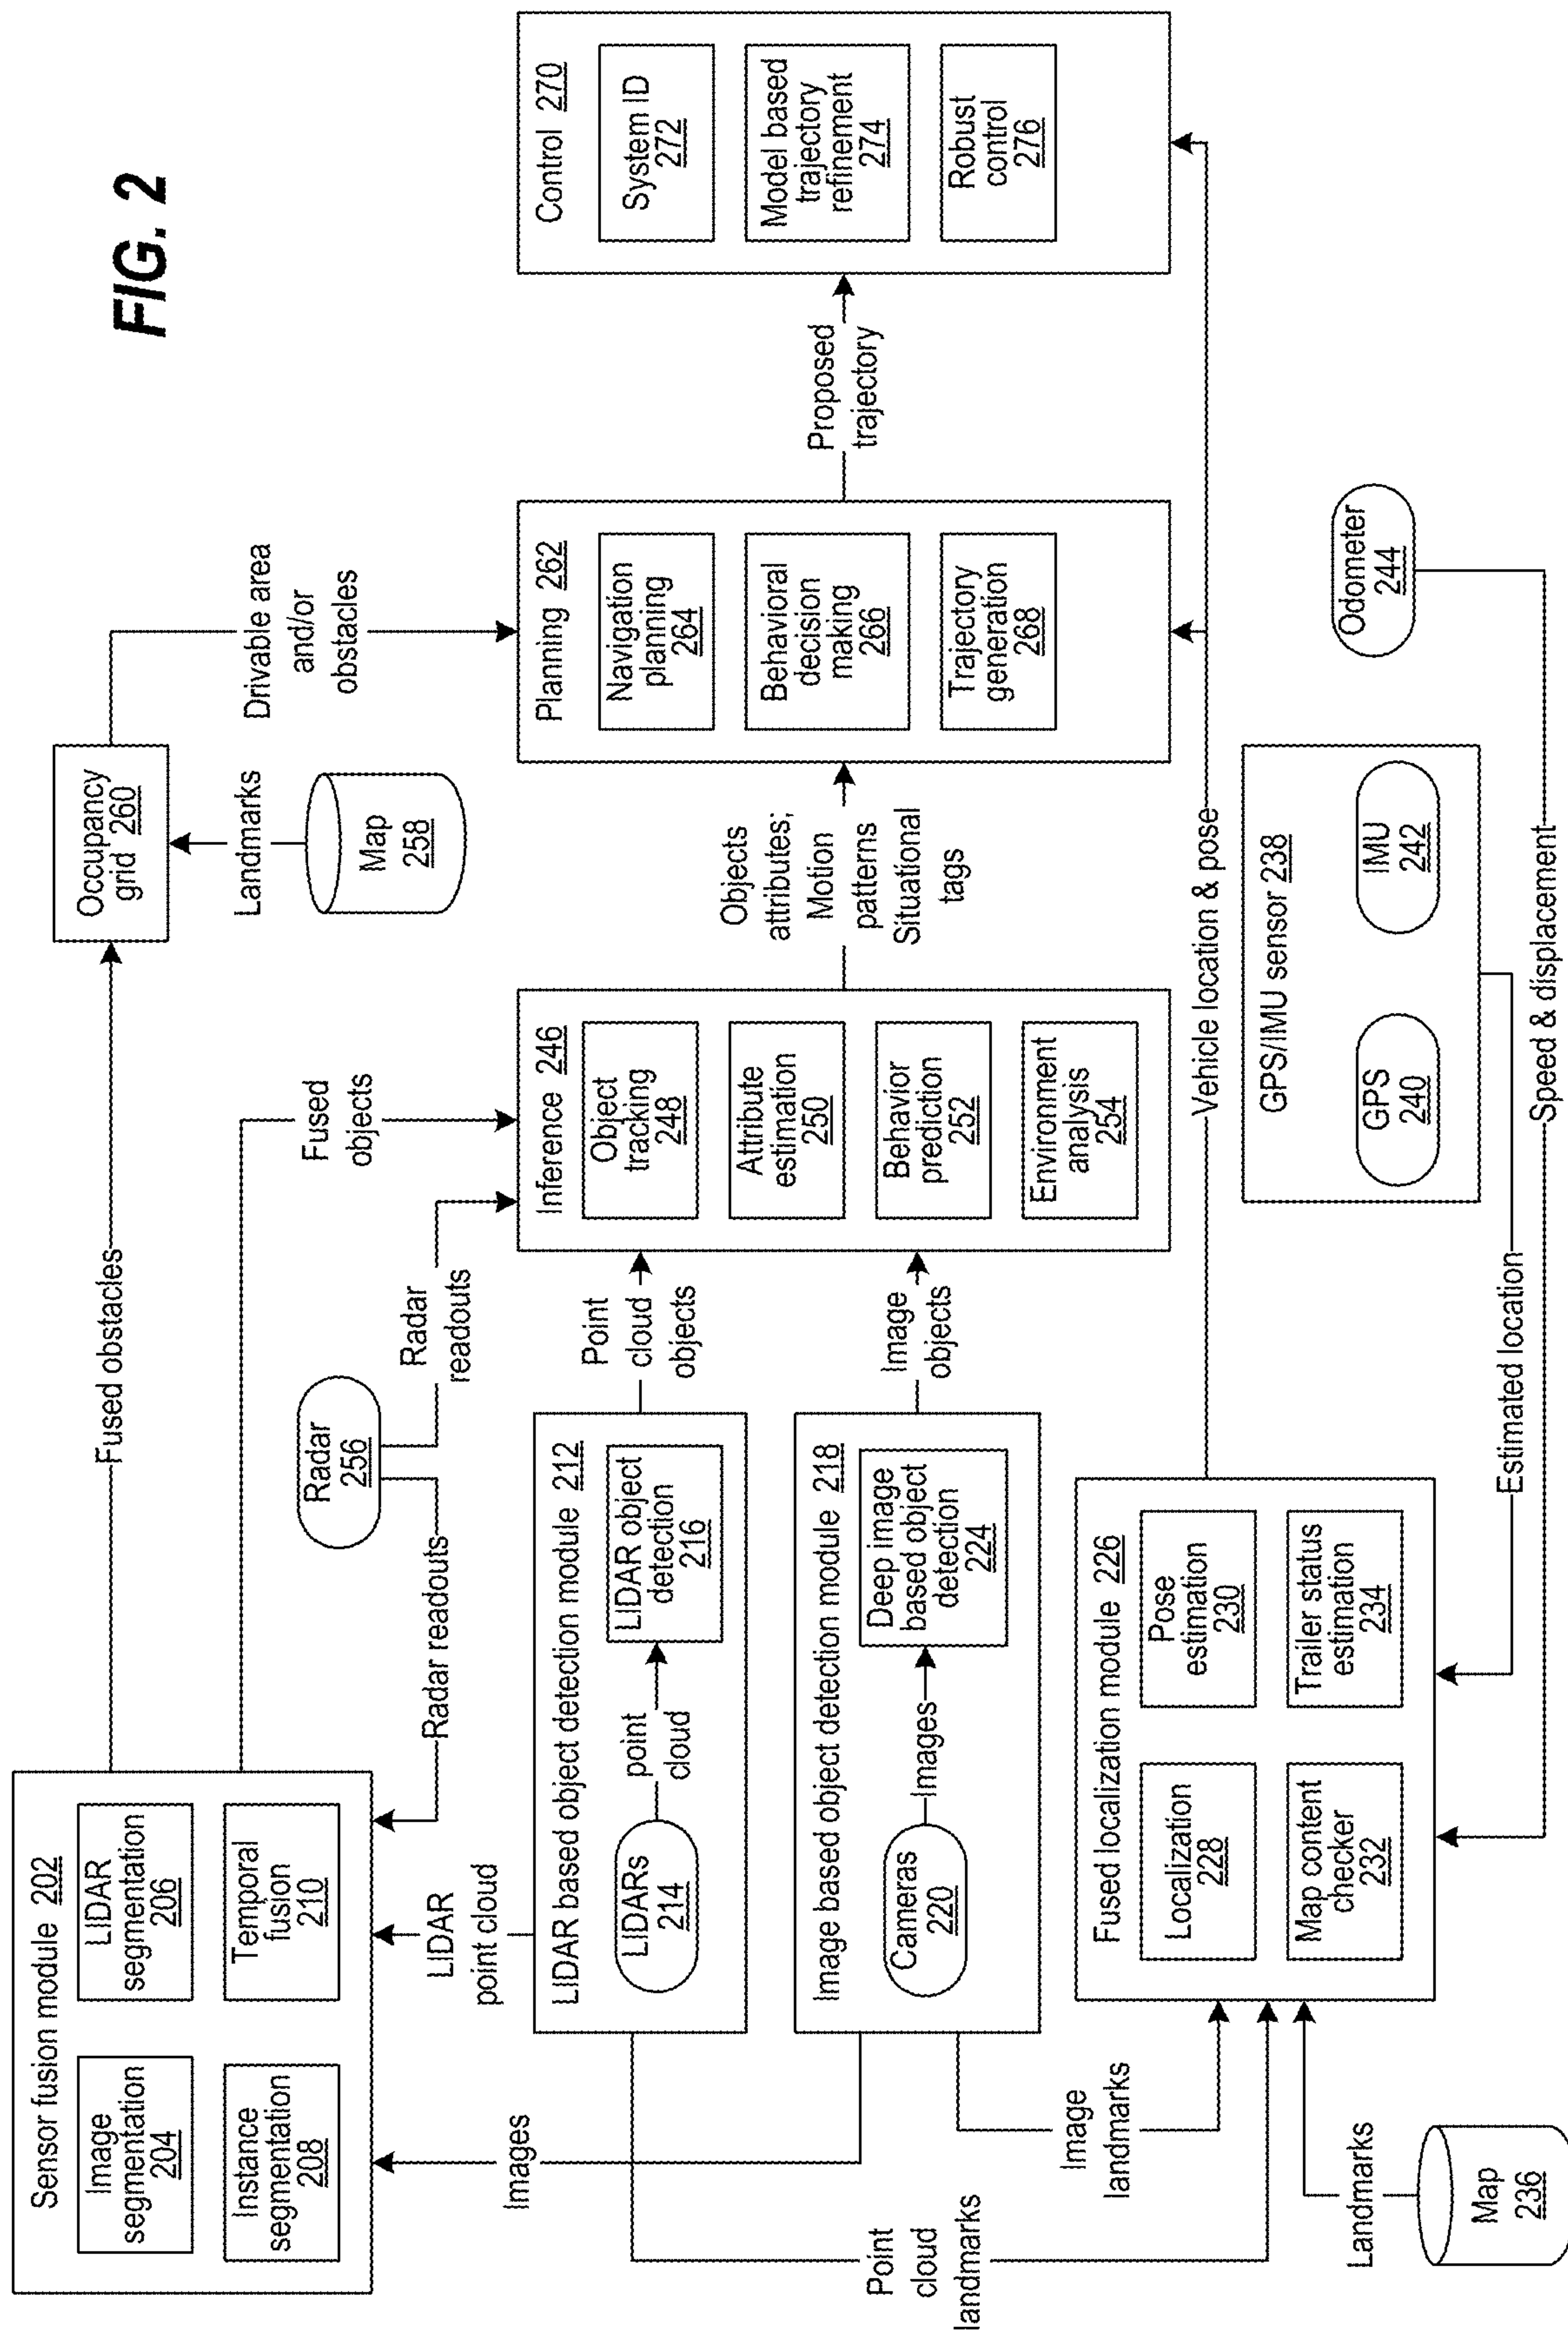 FIG. 2
Sensor fusion module 202
Image
segmentation
204
LIDAR
segmentation
206
Instance
segmentation
208
Temporal
fusion
210
Fused obstacles
Occupancy
grid 260
Landmarks
Map
258
Drivable area
and/or
obstacles
Fused
objects
Radar
256
Radar readouts
Radar
readouts
Images
LIDAR
point cloud
LIDAR based object detection module 212
LIDARs
214
point
cloud
LIDAR object
detection
216
Point
cloud
objects
Image based object detection module 218
Cameras
220
Images
Deep image
based object
detection
224
Image
objects
Inference 246
Object
tracking
248
Attribute
estimation
250
Behavior
prediction
252
Environment
analysis
254
Objects
attributes;
Motion
patterns
Situational
tags
Planning 262
Navigation
planning
264
Behavioral
decision
making
266
Trajectory
generation
268
Proposed
trajectory
Control 270
System ID
272
Model based
trajectory
refinement
274
Robust
control
276
Point
cloud
landmarks
Image
landmarks
Landmarks
Map
236
Fused localization module 226
Localization
228
Pose
estimation
230
Map content
checker
232
Trailer status
estimation
234
Vehicle location & pose
GPS/IMU sensor 238
GPS
240
IMU
242
Odometer
244
Estimated location
Speed & displacement